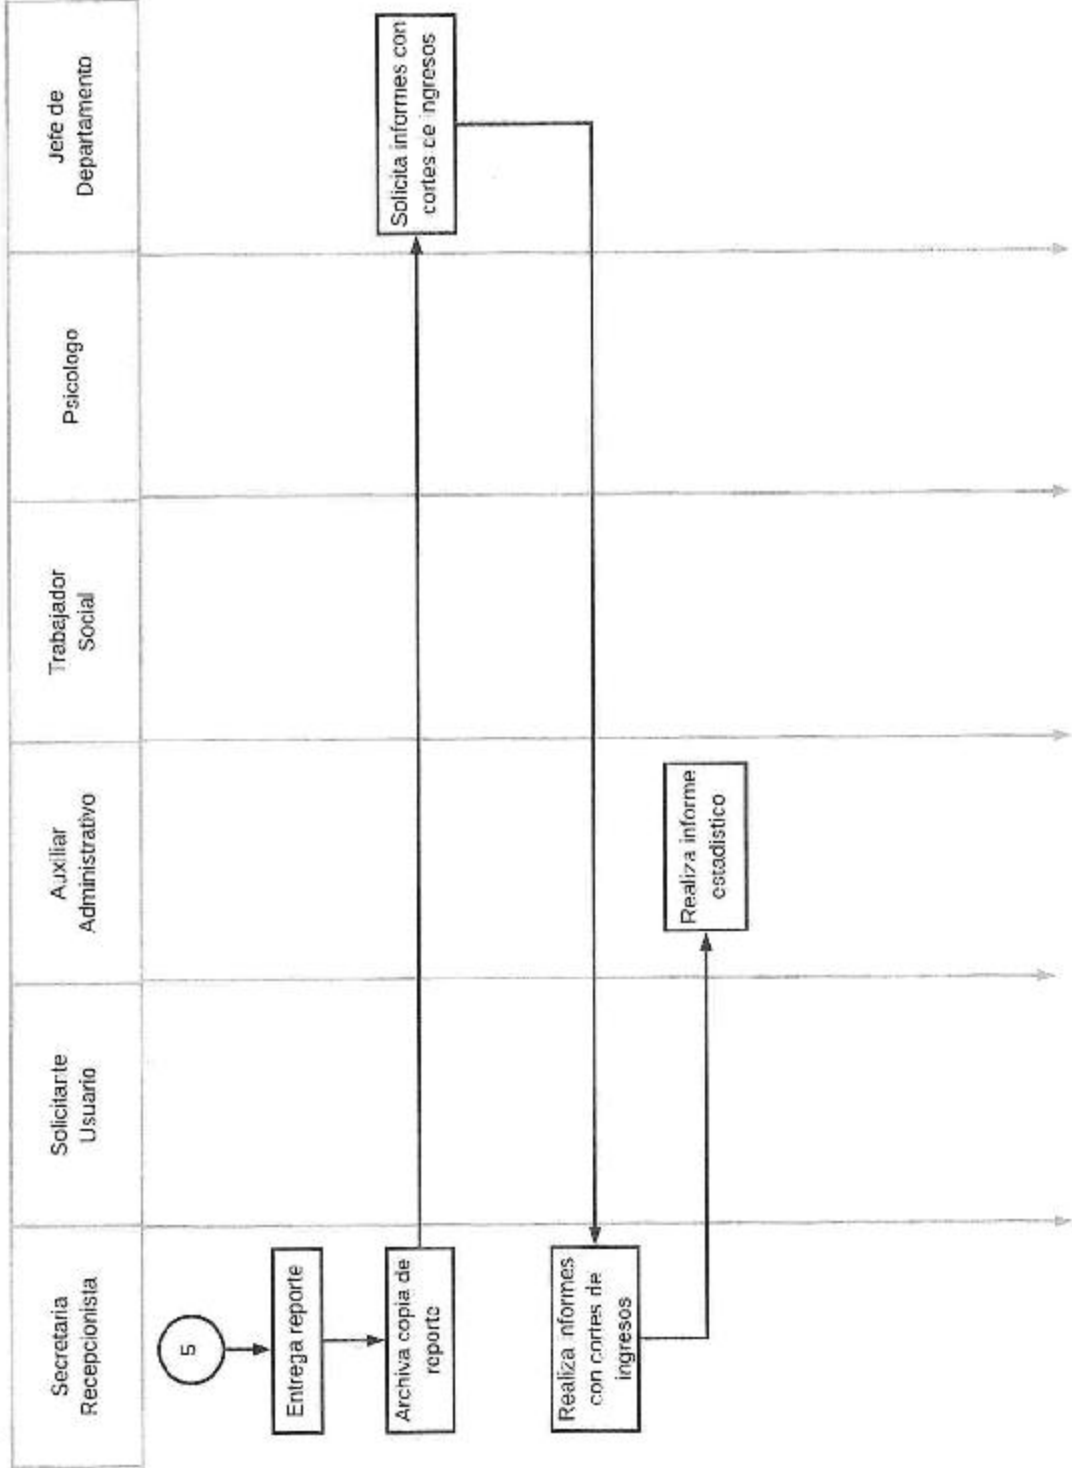 Secretaria
Recepcionista
Solicitante
Usuario
Auxiliar
Administrativo
Trabajador
Social
Psicologo
Jefe de
Departamento
5
Entrega reporte
Archiva copia de
reporte
Solicita informes con
cortes de ingresos
Realiza informes
con cortes de
ingresos
Realiza informe
estadistico